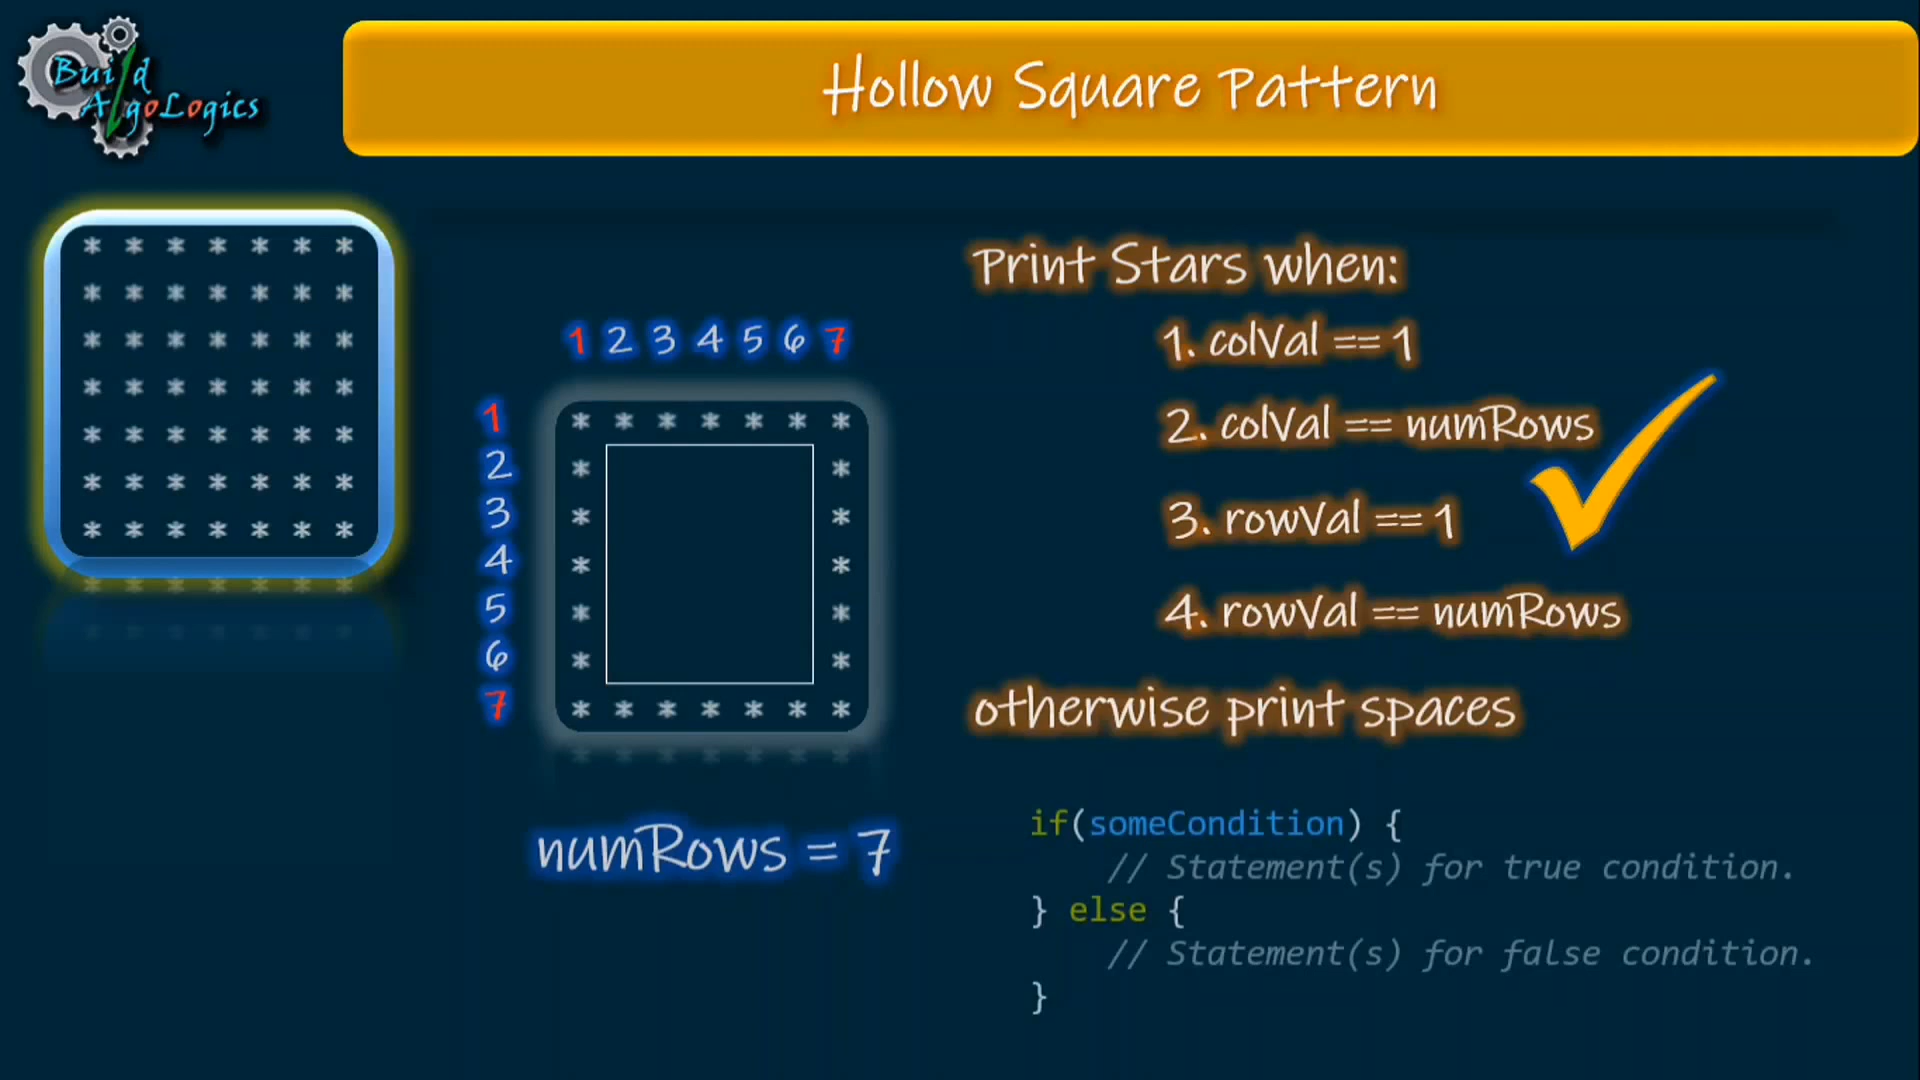 Build
AlgoLogics
Hollow Square Pattern
* * * * * * *
* * * * * * *
* * * * * * *
* * * * * * *
* * * * * * *
* * * * * * *
* * * * * * *
1 2 3 4 5 6 7
1 * * * * * * *
2 * *
3 * *
4 * *
5 * *
6 * *
7 * * * * * * *
numRows = 7
Print Stars when:
1. colVal == 1
2. colVal == numRows
3. rowVal == 1
4. rowVal == numRows
otherwise print spaces
if(someCondition) {
// Statement(s) for true condition.
} else {
// Statement(s) for false condition.
}